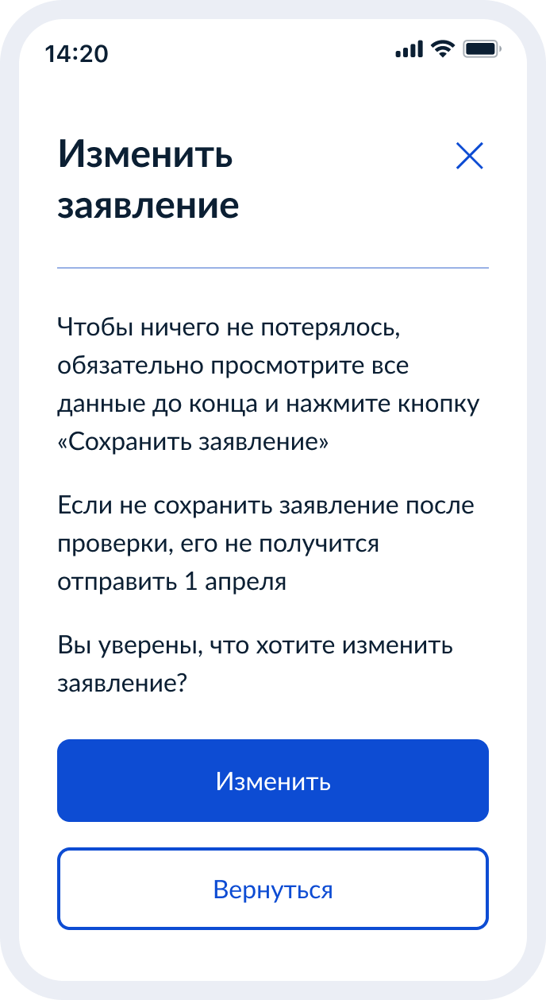 14:20
Изменить
заявление
Чтобы ничего не потерялось,
обязательно просмотрите все
данные до конца и нажмите кнопку
«Сохранить заявление»
Если не сохранить заявление после
проверки, его не получится
отправить 1 апреля
Вы уверены, что хотите изменить
заявление?
Изменить
Вернуться